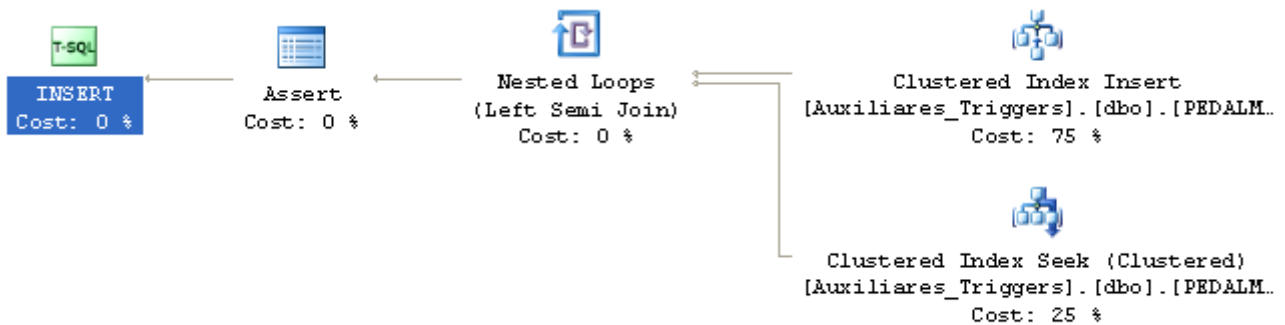 T-SQL
INSERT
Cost: 0 %
Assert
Cost: 0 %
Nested Loops
(Left Semi Join)
Cost: 0 %
Clustered Index Insert
[Auxiliares_Triggers].[dbo].[PEDALM…
Cost: 75 %
Clustered Index Seek (Clustered)
[Auxiliares_Triggers].[dbo].[PEDALM…
Cost: 25 %